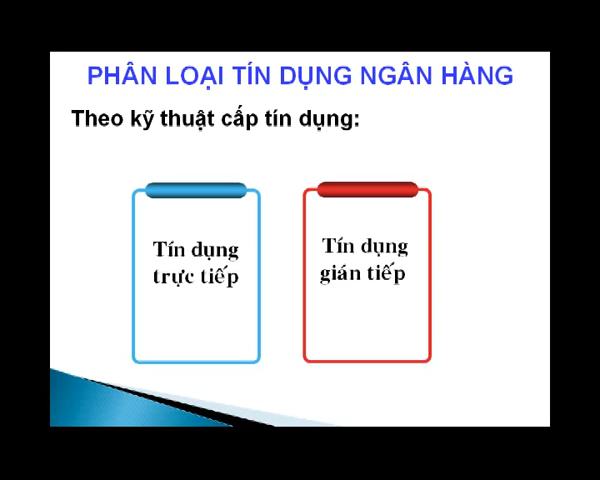 PHÂN LOẠI TÍN DỤNG NGÂN HÀNG
Theo kỹ thuật cấp tín dụng:
Tín dụng
trực tiếp
Tín dụng
gián tiếp